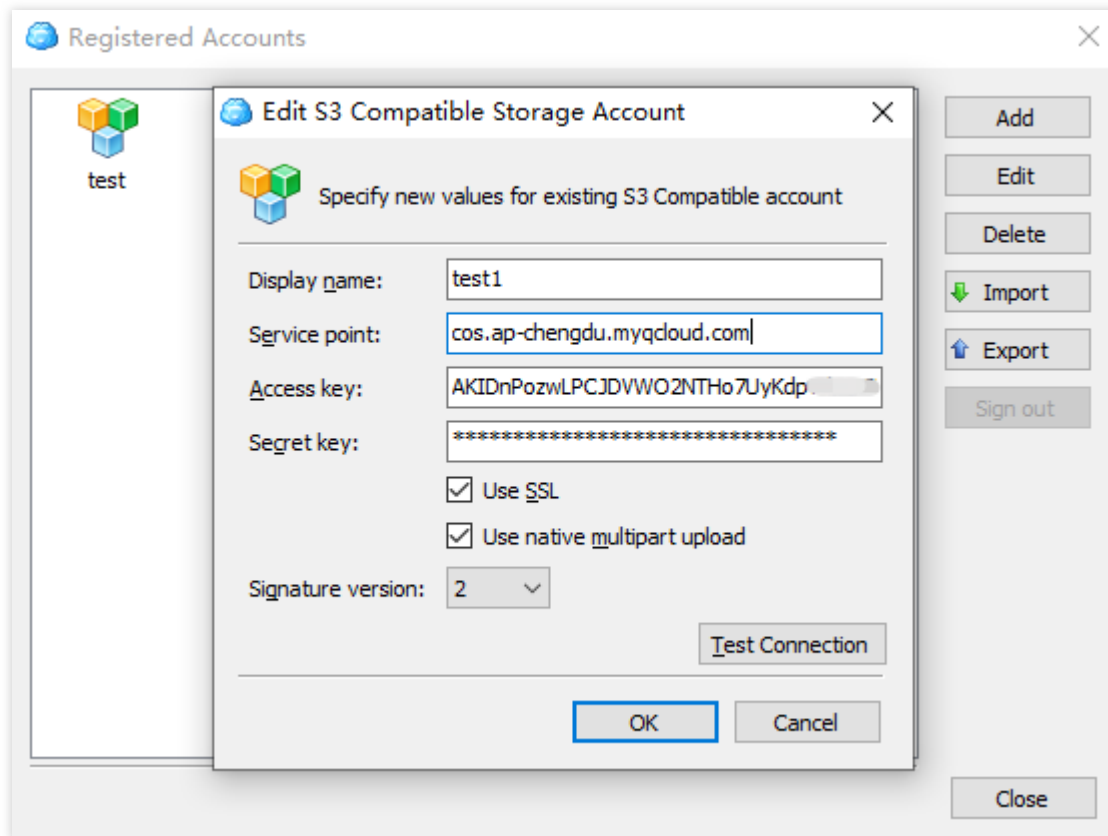 Registered Accounts
test
Edit S3 Compatible Storage Account
Specify new values for existing S3 Compatible account
Display name:
test1
Service point:
cos.ap-chengdu.myqcloud.com
Access key:
AKIDnPozwLPCJDVWO2NTHo7UyKdp
Secret key:
********************************
Use SSL
Use native multipart upload
Signature version:
2
Test Connection
OK
Cancel
Add
Edit
Delete
Import
Export
Sign out
Close